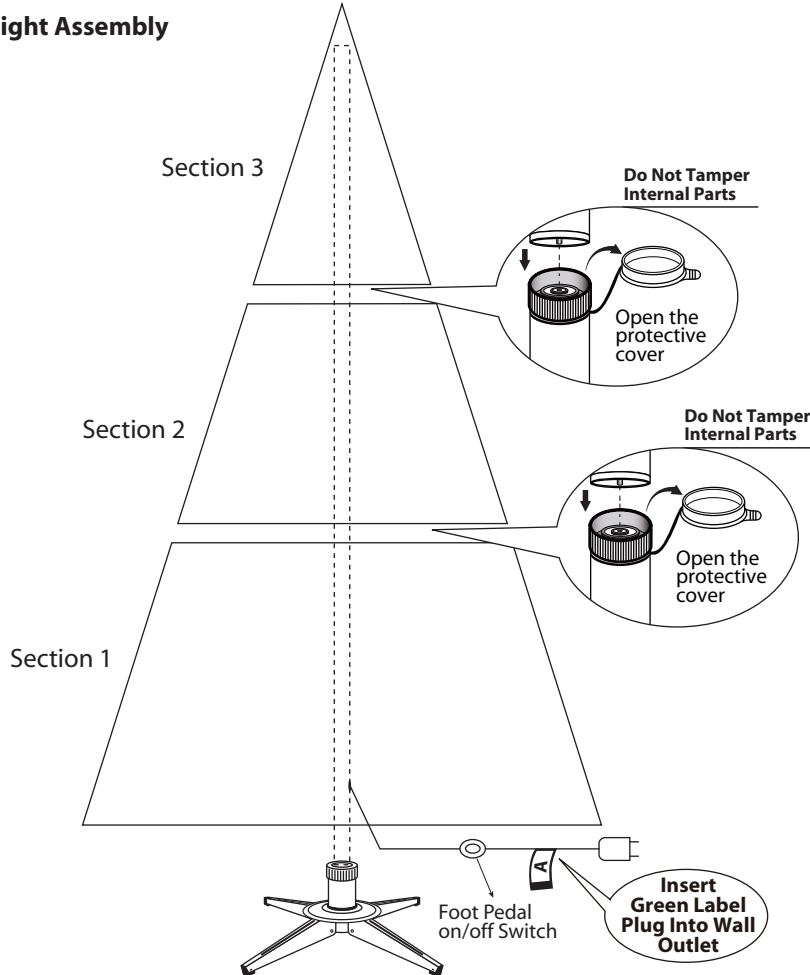 ight Assembly
Section 3
Do Not Tamper
Internal Parts
Open the
protective
cover
Section 2
Do Not Tamper
Internal Parts
Open the
protective
cover
Section 1
A
Foot Pedal
on/off Switch
Insert
Green Label
Plug Into Wall
Outlet